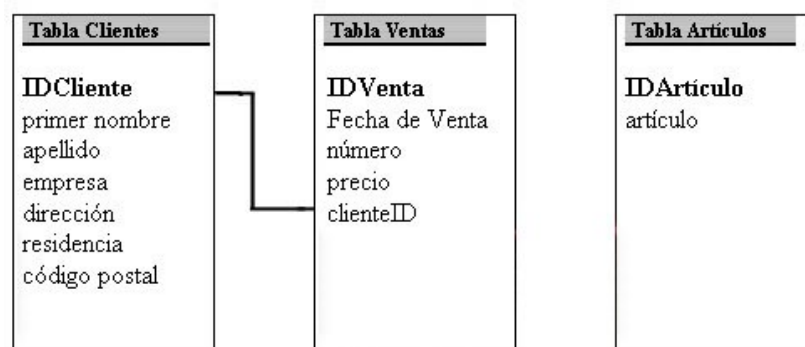 Tabla Clientes
IDCliente
primer nombre
apellido
empresa
dirección
residencia
código postal
Tabla Ventas
IDVenta
Fecha de Venta
número
precio
clienteID
Tabla Artículos
IDArtículo
artículo